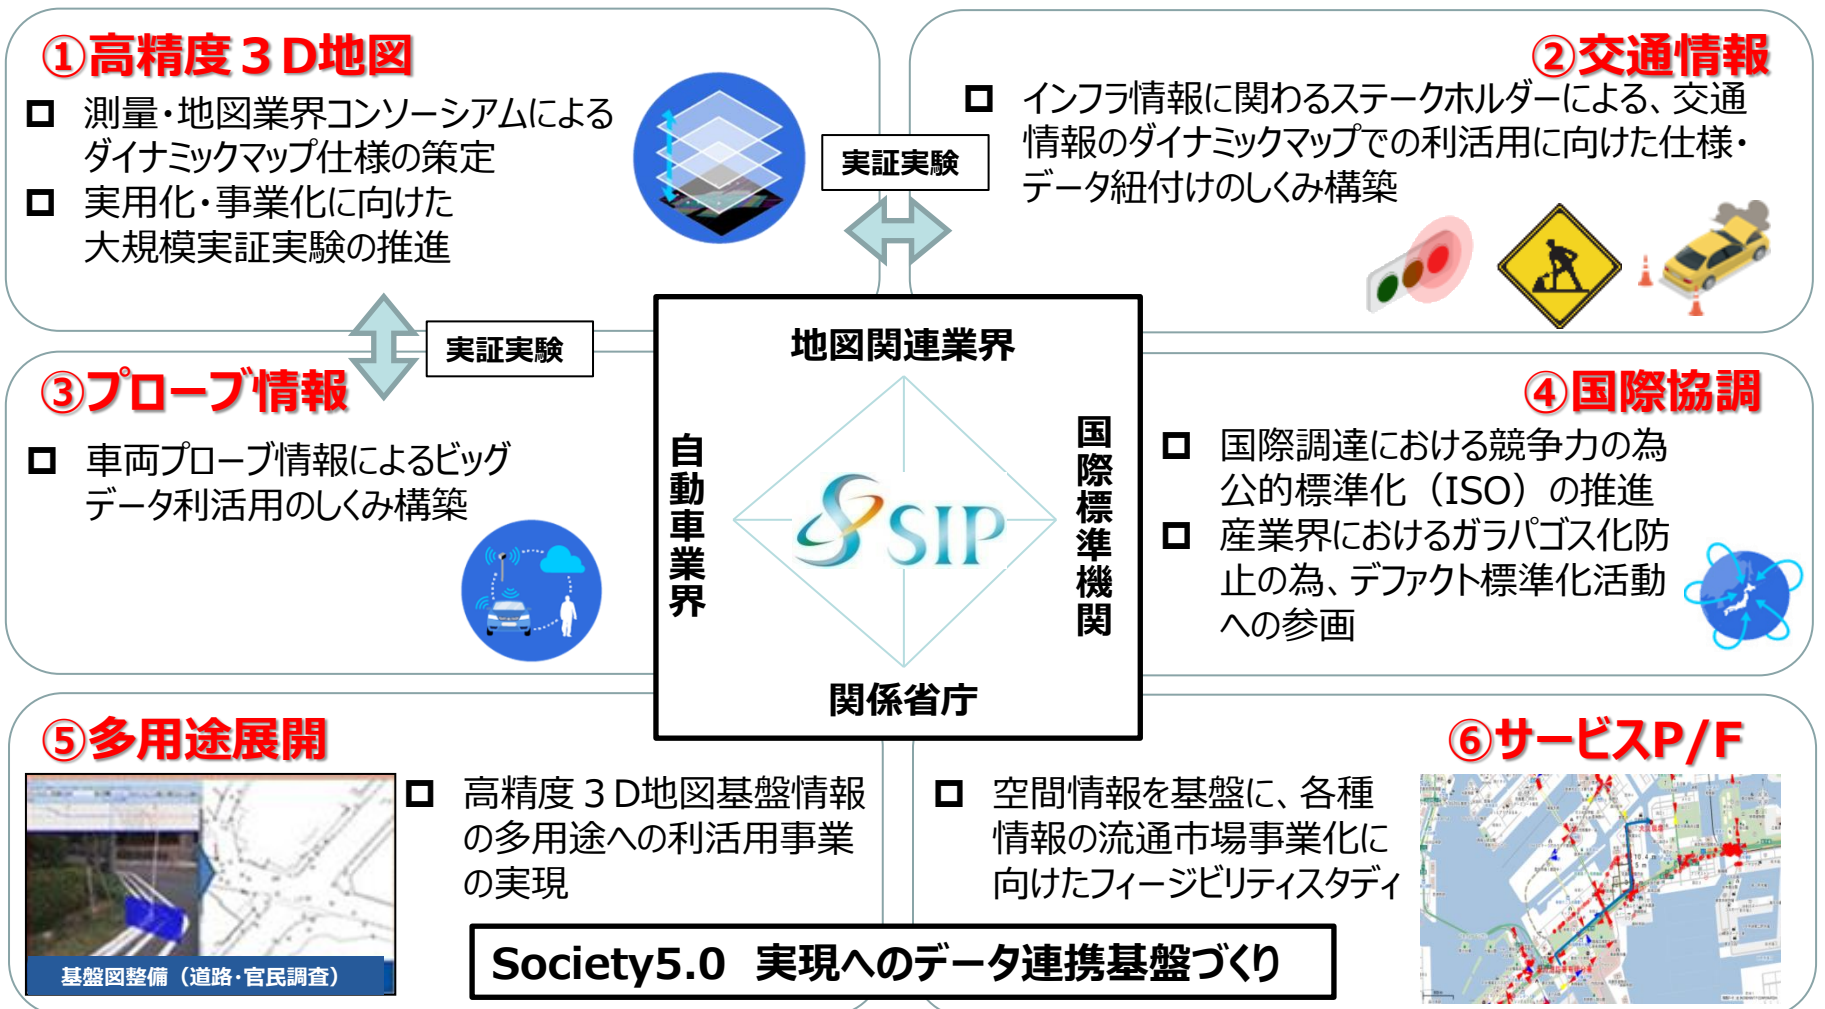 ①高精度３D地図
測量・地図業界コンソーシアムによる
ダイナミックマップ仕様の策定
実用化・事業化に向けた
大規模実証実験の推進
実証実験
②交通情報
インフラ情報に関わるステークホルダーによる、交通
情報のダイナミックマップでの利活用に向けた仕様・
データ紐付けのしくみ構築
実証実験
③プローブ情報
車両プローブ情報によるビッグ
データ利活用のしくみ構築
地図関連業界
自動車業界
SIP
国際標準機関
関係省庁
④国際協調
国際調達における競争力の為
公的標準化（ISO）の推進
産業界におけるガラパゴス化防
止の為、デファクト標準化活動
への参画
⑤多用途展開
高精度３D地図基盤情報
の多用途への利活用事業
の実現
基盤図整備（道路・官民調査）
⑥サービスP/F
空間情報を基盤に、各種
情報の流通市場事業化に
向けたフィージビリティスタディ
Society5.0 実現へのデータ連携基盤づくり